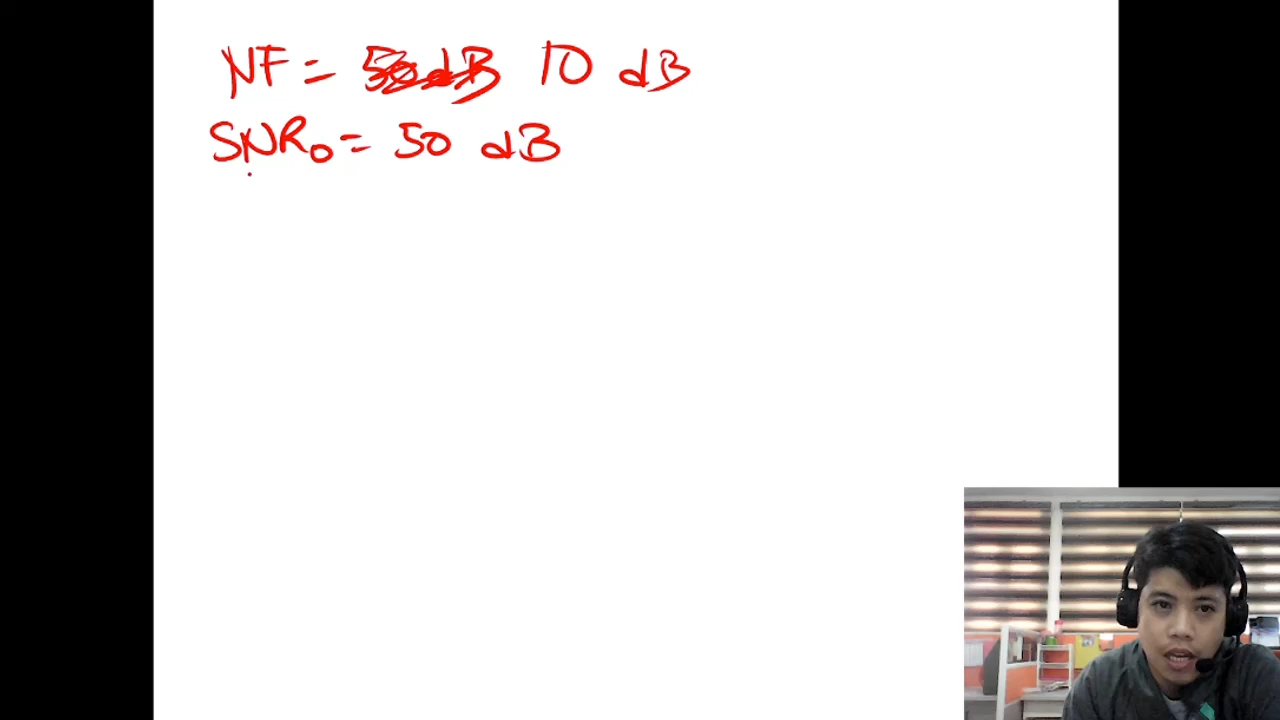 NF = 10 dB
SNRo = 50 dB